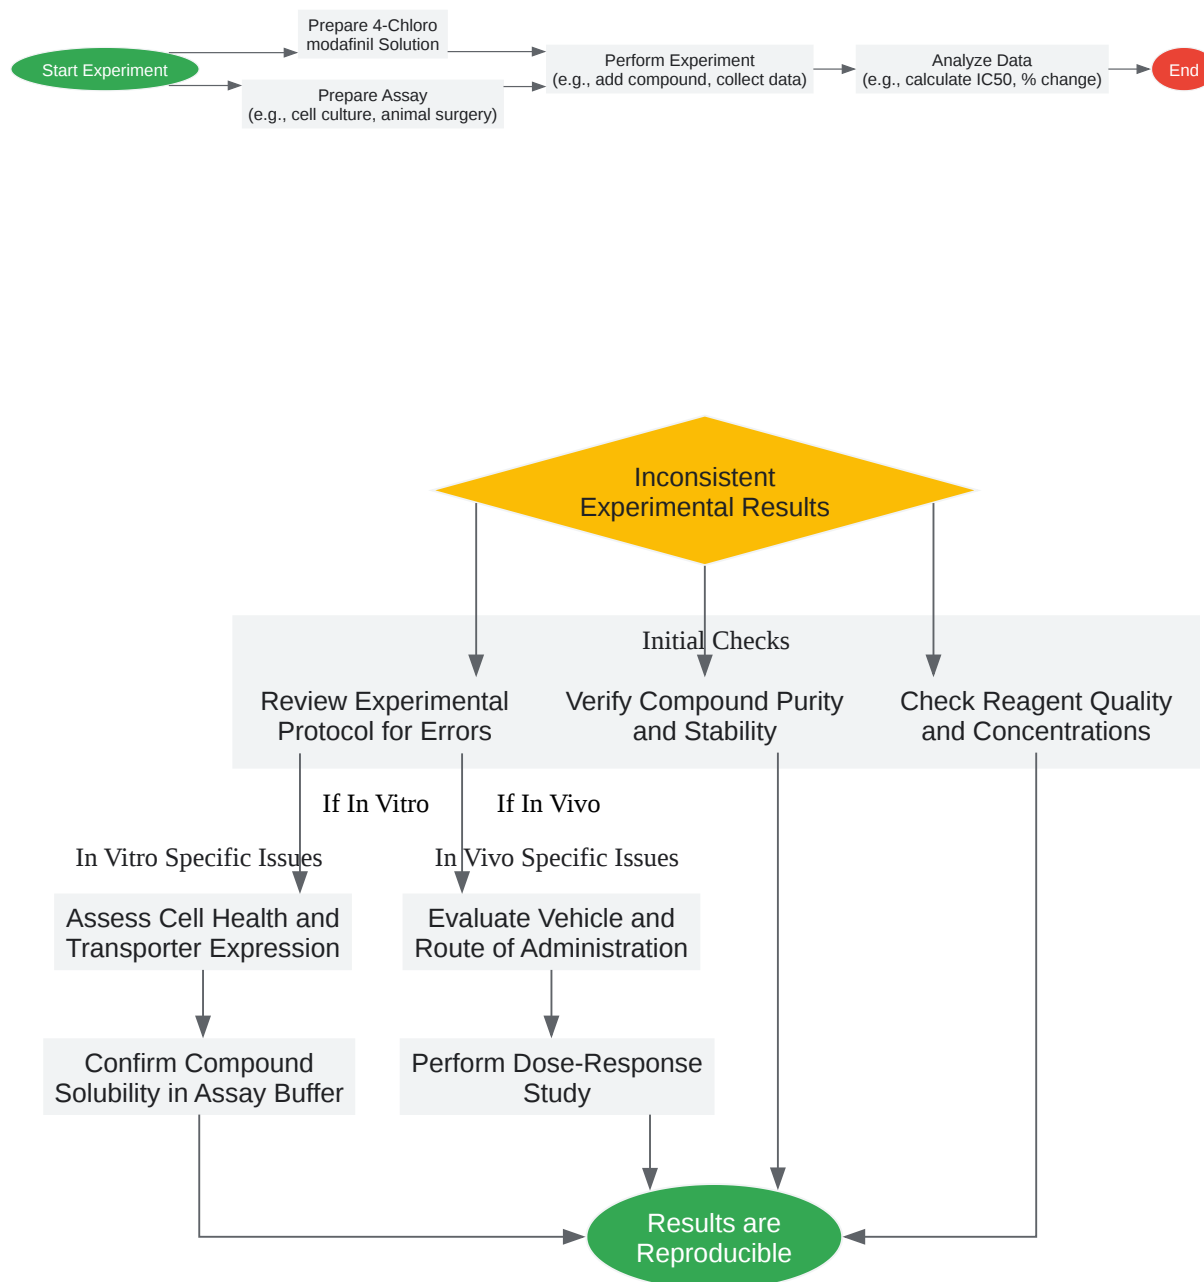 Start Experiment
Prepare 4-Chloro
modafinil Solution
Prepare Assay
(e.g., cell culture, animal surgery)
Perform Experiment
(e.g., add compound, collect data)
Analyze Data
(e.g., calculate IC50, % change)
End
Inconsistent
Experimental Results
Initial Checks
Review Experimental
Protocol for Errors
Verify Compound Purity
and Stability
Check Reagent Quality
and Concentrations
If In Vitro
If In Vivo
In Vitro Specific Issues
In Vivo Specific Issues
Assess Cell Health and
Transporter Expression
Evaluate Vehicle and
Route of Administration
Confirm Compound
Solubility in Assay Buffer
Perform Dose-Response
Study
Results are
Reproducible